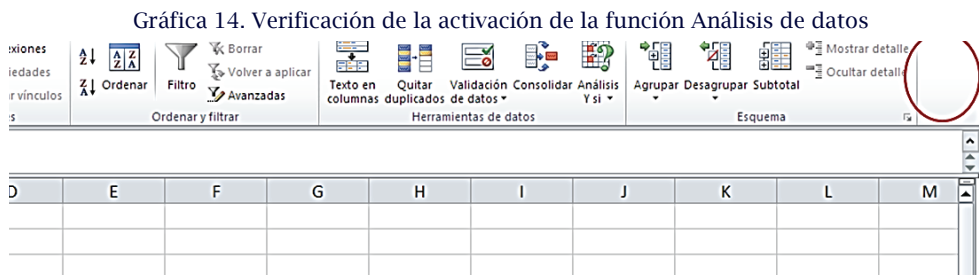 Gráfica 14. Verificación de la activación de la función Análisis de datos
exiones
iedades
ar vínculos
s
Ordenar
Filtro
Borrar
Volver a aplicar
Avanzadas
Ordenar y filtrar
Texto en columnas
Quitar duplicados
Validación de datos
Consolidar
Análisis Y si
Herramientas de datos
Agrupar
Desagrupar
Subtotal
Mostrar detalle
Ocultar detalle
Esquema
D E F G H I J K L M